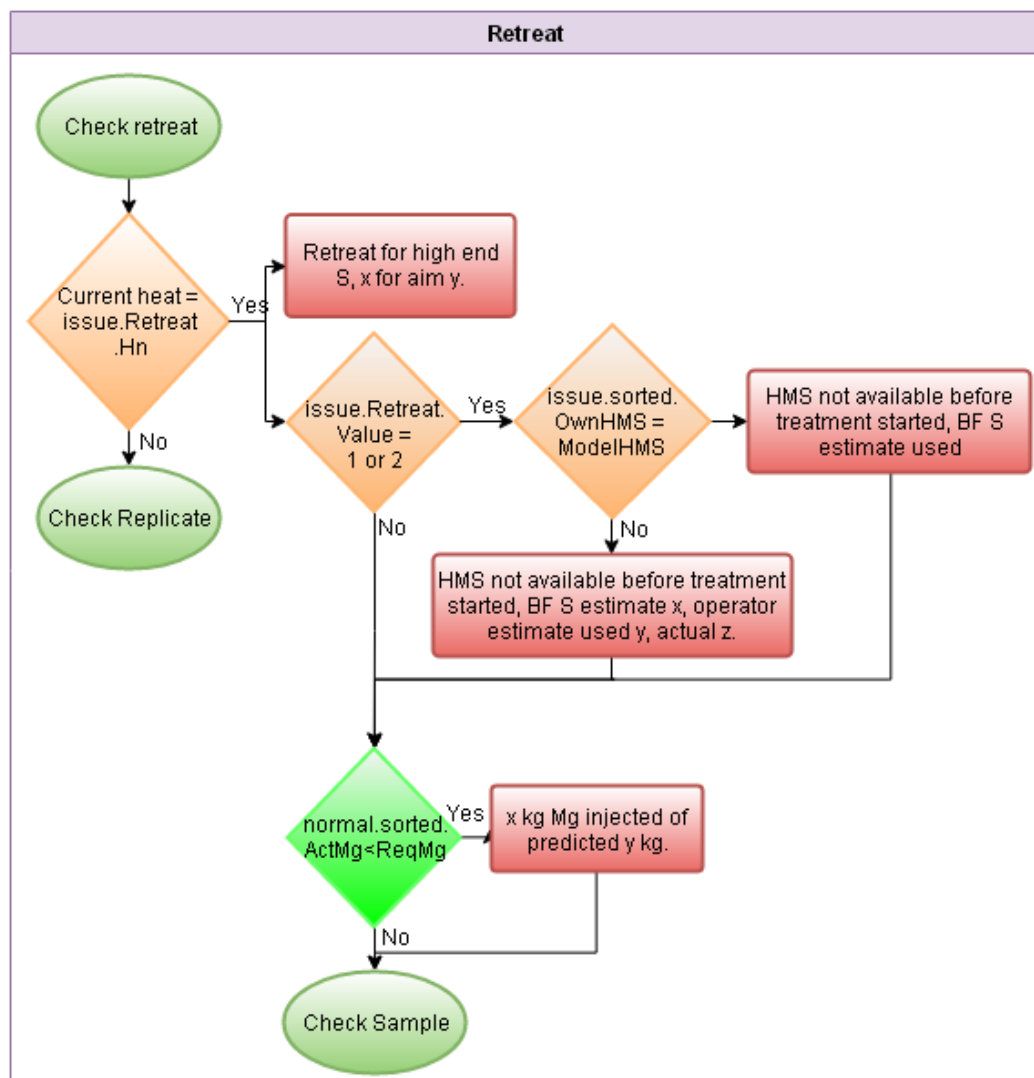 Retreat
Check retreat
Current heat =
issue.Retreat
.Hn
Yes
Retreat for high end
S, x for aim y.
No
Check Replicate
issue.Retreat.
Value =
1 or 2
Yes
issue.sorted.
OwnHMS =
ModelHMS
HMS not available before
treatment started, BF S
estimate used
No
No
HMS not available before treatment
started, BF S estimate x, operator
estimate used y, actual z.
normal.sorted.
ActMg<ReqMg
Yes
x kg Mg injected of
predicted y kg.
No
Check Sample